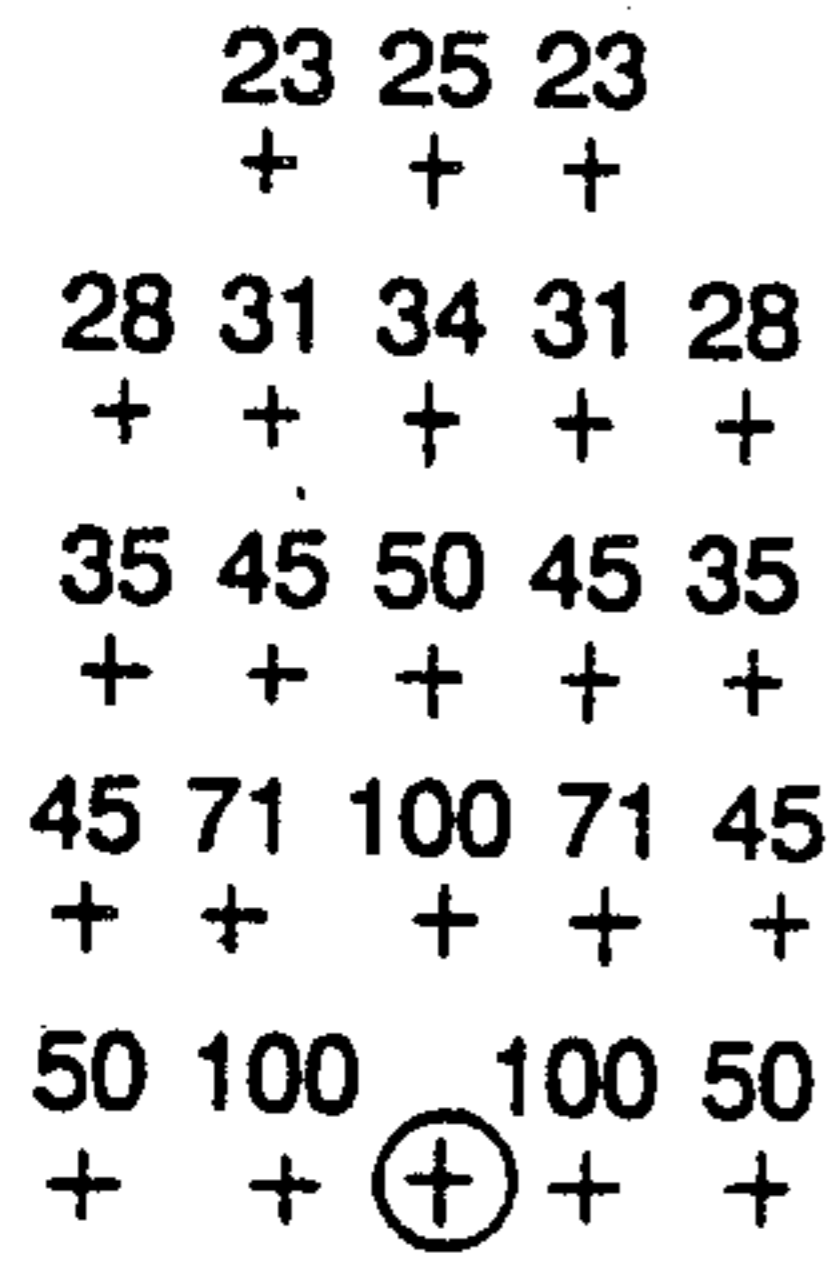 23 25 23
+ + +
28 31 34 31 28
+ + + + +
35 45 50 45 35
+ + + + +
45 71 100 71 45
+ + + + +
50 100 100 50
+ + + + +